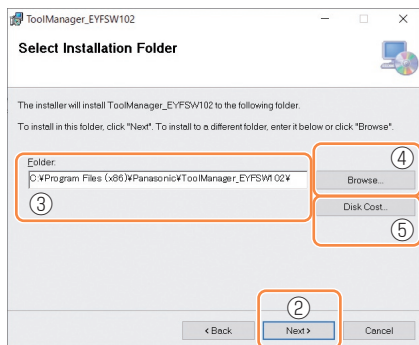 ToolManager_EYFSW102
Select Installation Folder
The installer will install ToolManager_EYFSW102 to the following folder.
To install in this folder, click "Next". To install to a different folder, enter it below or click "Browse".
Folder:
C:¥Program Files (x86)¥Panasonic¥ToolManager_EYFSW102¥
③
④
Browse...
Disk Cost...
⑤
②
< Back
Next >
Cancel